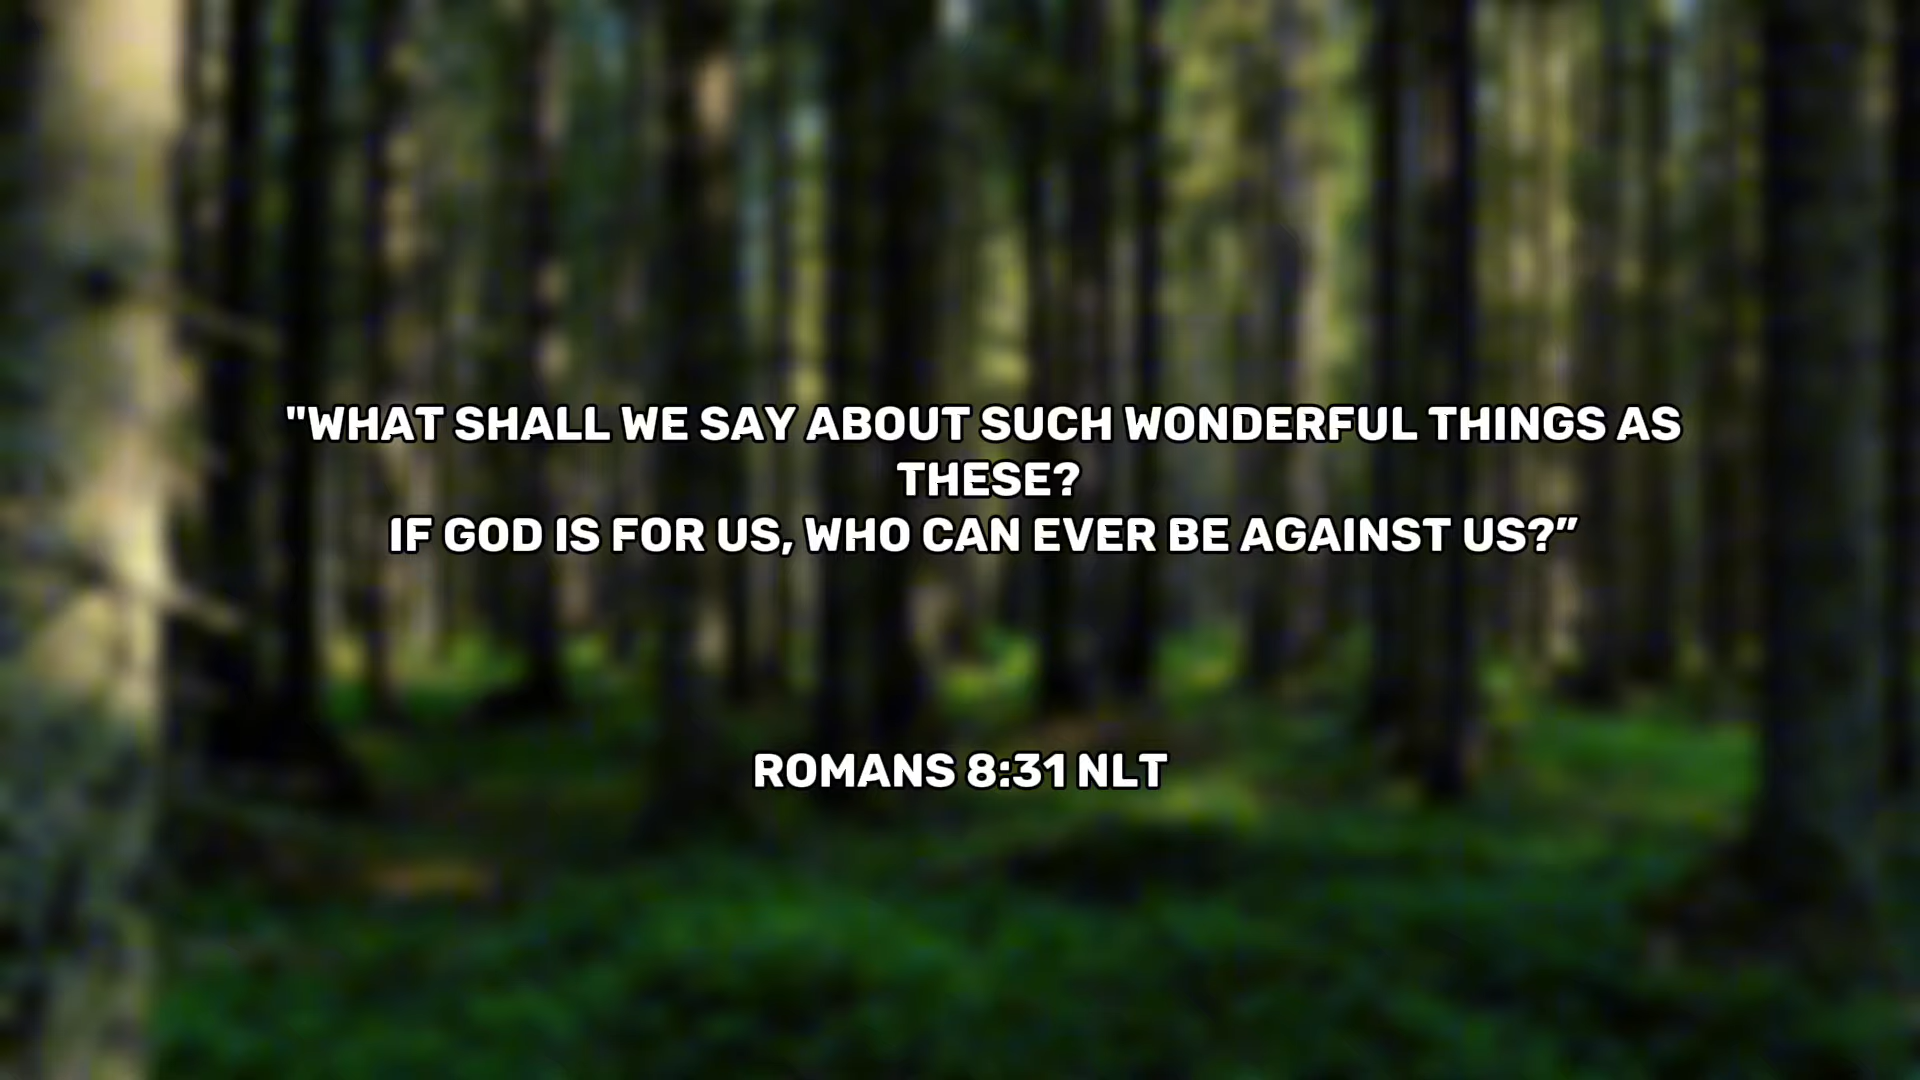 "WHAT SHALL WE SAY ABOUT SUCH WONDERFUL THINGS AS
THESE?
IF GOD IS FOR US, WHO CAN EVER BE AGAINST US?”
ROMANS 8:31 NLT